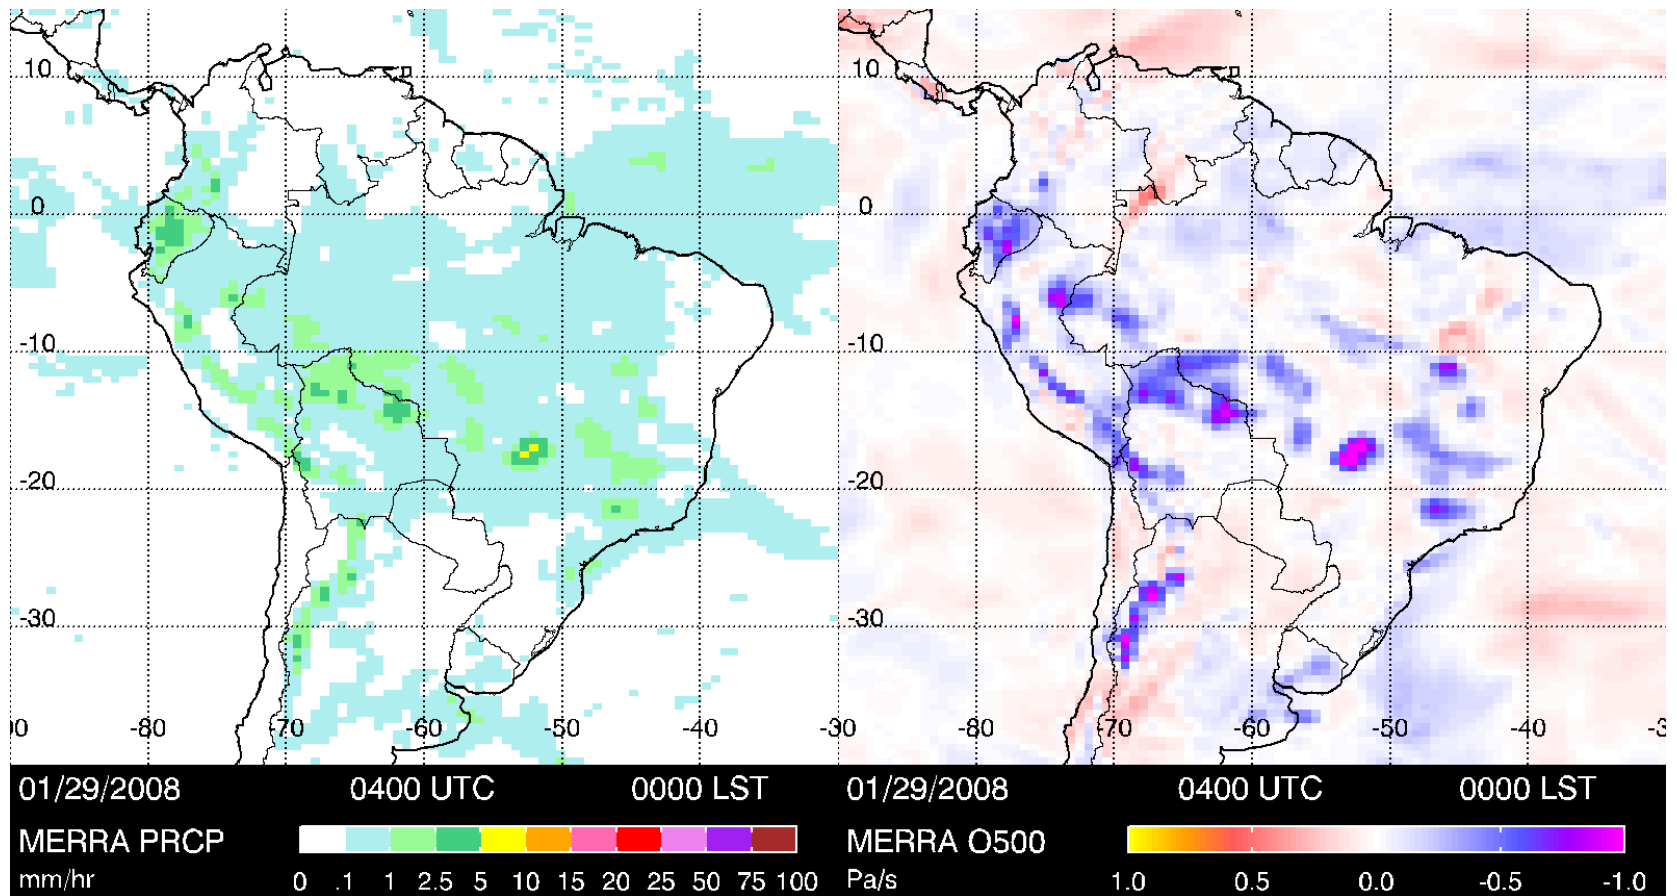 10 10
0 0
-10 -10
-20 -20
-30 -30
00 -80 -70 -60 -50 -40 -30 -80 -70 -60 -50 -40 -3
01/29/2008 0400 UTC 0000 LST 01/29/2008 0400 UTC 0000 LST
MERRA PRCP MERRA O500
mm/hr 0 .1 1 2.5 5 10 15 20 25 50 75 100 Pa/s 1.0 0.5 0.0 -0.5 -1.0